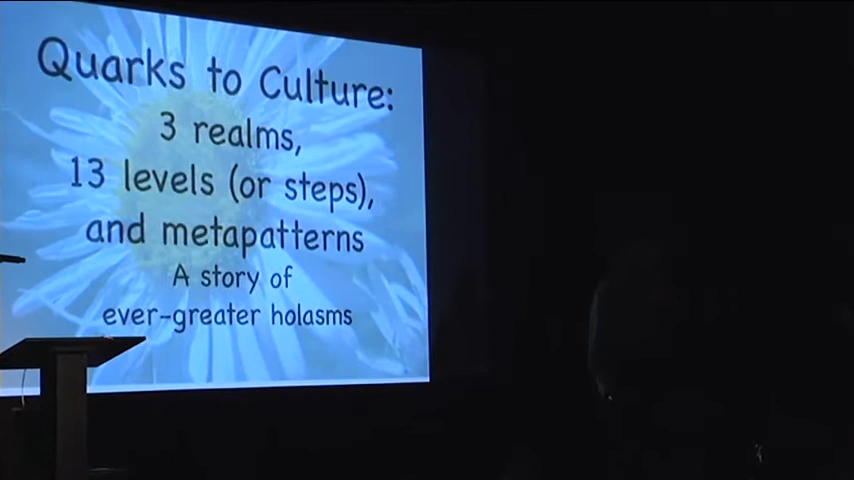 Quarks to Culture:
3 realms,
13 levels (or steps),
and metapatterns
A story of
ever-greater holasms